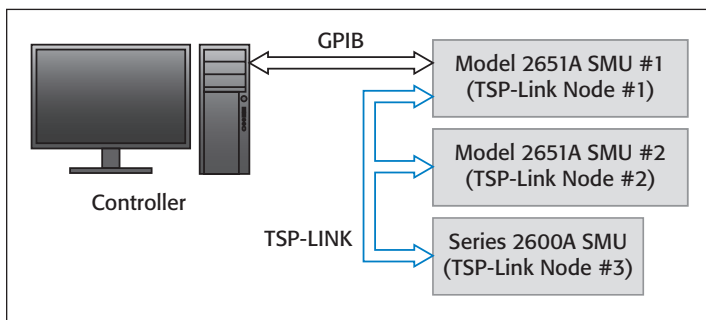 GPIB
Model 2651A SMU #1
(TSP-Link Node #1)
Model 2651A SMU #2
(TSP-Link Node #2)
Controller
TSP-LINK
Series 2600A SMU
(TSP-Link Node #3)